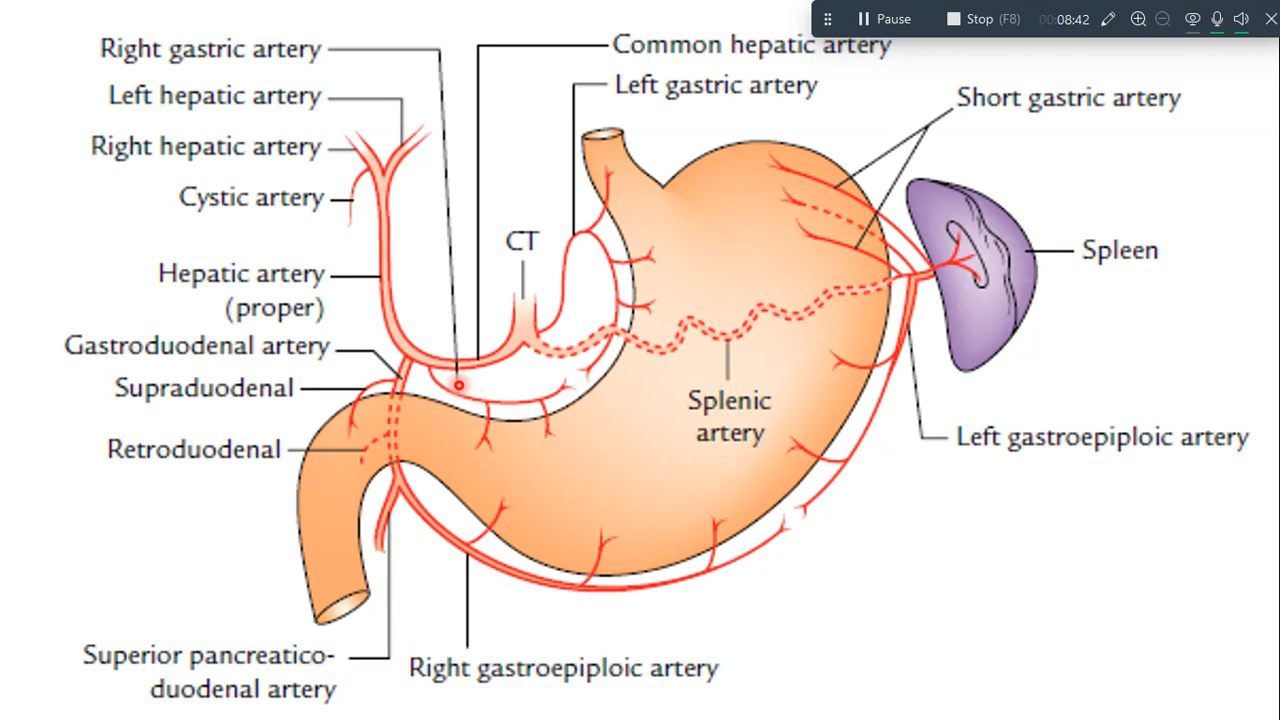 Pause
Stop (F8)
00:08:42
Right gastric artery
Common hepatic artery
Left gastric artery
Left hepatic artery
Short gastric artery
Right hepatic artery
Cystic artery
CT
Spleen
Hepatic artery
(proper)
Gastroduodenal artery
Supraduodenal
Splenic
artery
Retroduodenal
Left gastroepiploic artery
Superior pancreatico-
duodenal artery
Right gastroepiploic artery